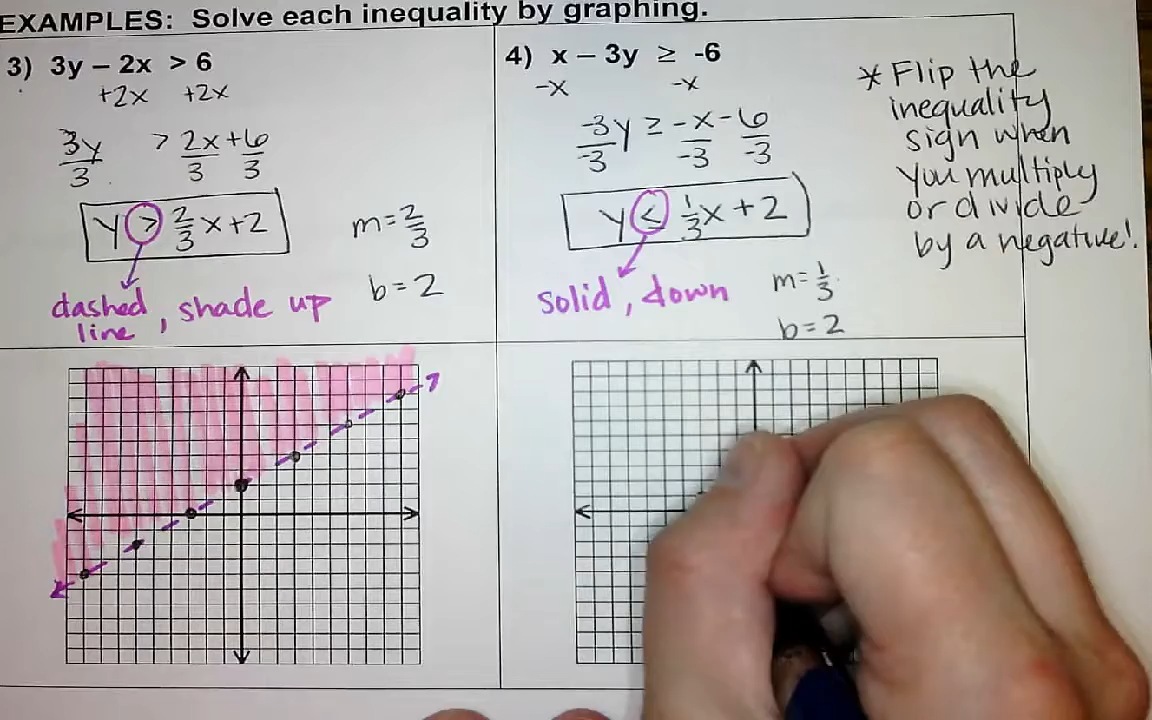 EXAMPLES: Solve each inequality by graphing.
3) 3y – 2x > 6
+2x +2x
3y/3 > 2x/3 + 6/3
y > 2/3 x + 2
m = 2/3
b = 2
dashed line, shade up
4) x – 3y ≥ -6
-x -x
-3y/-3 ≥ -x/-3 - 6/-3
y ≤ 1/3 x + 2
solid, down
m = 1/3
b = 2
* Flip the
inequality
sign when
you multiply
or divide
by a negative!